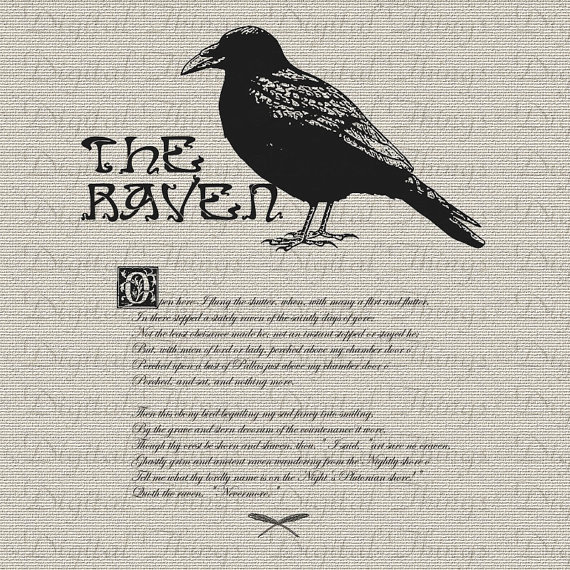 THE
RAVEN
Open here I flung the shutter, when, with many a flirt and flutter,
In there stepped a stately raven of the saintly days of yore;
Not the least obeisance made he; not an instant stopped or stayed he;
But, with mien of lord or lady, perched above my chamber door o
Perched upon a bust of Pallas just above my chamber door o
Perched, and sat, and nothing more.
Then this ebony bird beguiling my sad fancy into smiling,
By the grave and stern decorum of the countenance it wore,
Though thy crest be shorn and shaven, thou, " I said, "art sure no craven,
Ghastly grim and ancient raven wandering from the Nightly shore o
Tell me what thy lordly name is on the Night's Plutonian shore!"
Quoth the raven, "Nevermore."
Digital Things